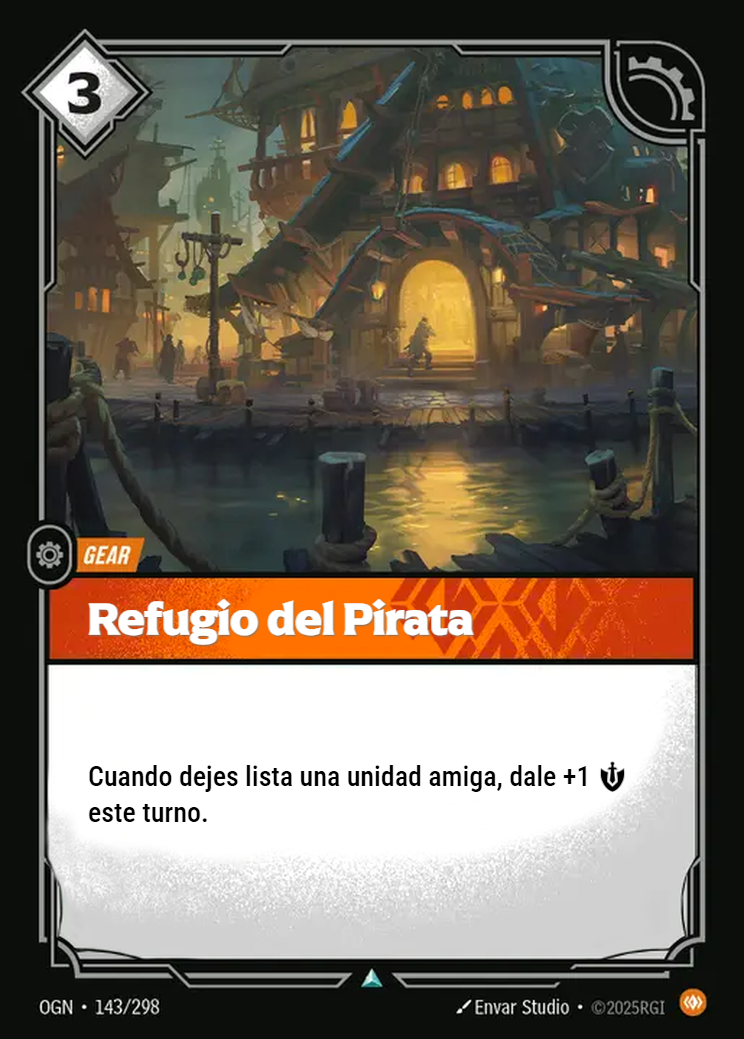 3
GEAR
Refugio del Pirata
Cuando dejes lista una unidad amiga, dale +1
este turno.
OGN • 143/298
Envar Studio • ©2025RGI